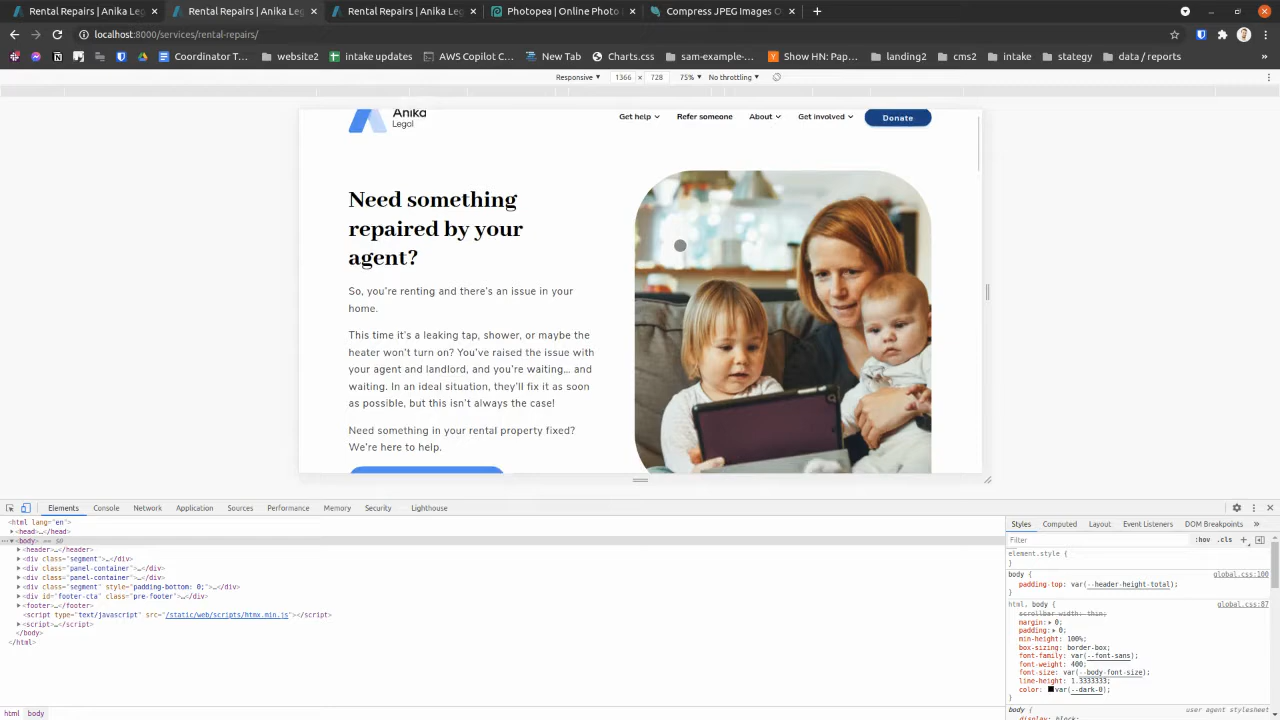 Rental Repairs | Anika Leg
Rental Repairs | Anika Leg
Rental Repairs | Anika Leg
Photopea | Online Photo
Compress JPEG Images O
localhost:8000/services/rental-repairs/
Coordinator T...
website2
intake updates
AWS Copilot C...
New Tab
Charts.css
sam-example-...
Show HN: Pap...
landing2
cms2
intake
stategy
data / reports
Responsive
1366 × 728
75%
No throttling
Anika
Legal
Get help
Refer someone
About
Get involved
Donate
Need something
repaired by your
agent?
So, you're renting and there's an issue in your
home.
This time it's a leaking tap, shower, or maybe the
heater won't turn on? You've raised the issue with
your agent and landlord, and you're waiting... and
waiting. In an ideal situation, they'll fix it as soon
as possible, but this isn't always the case!
Need something in your rental property fixed?
We're here to help.
Elements Console Network Application Sources Performance Memory Security Lighthouse
<html lang="en">
<head>…</head>
<body> == $0
<header>…</header>
<div class="segment">…</div>
<div class="panel-container">…</div>
<div class="panel-container">…</div>
<div class="segment" style="padding-bottom: 0;">…</div>
<div id="footer-cta" class="pre-footer">…</div>
<footer>…</footer>
<script type="text/javascript" src="/static/web/scripts/htmx.min.js"></script>
<script>…</script>
</body>
</html>
html body
Styles Computed Layout Event Listeners DOM Breakpoints »
Filter
:hov .cls +
element.style {
}
body { global.css:100
padding-top: var(--header-height-total);
}
html, body { global.css:87
scrollbar-width: thin;
margin: 0;
padding: 0;
min-height: 100%;
box-sizing: border-box;
font-family: var(--font-sans);
font-weight: 400;
font-size: var(--body-font-size);
line-height: 1.3333333;
color: var(--dark-0);
}
body { user agent stylesheet
display: block;